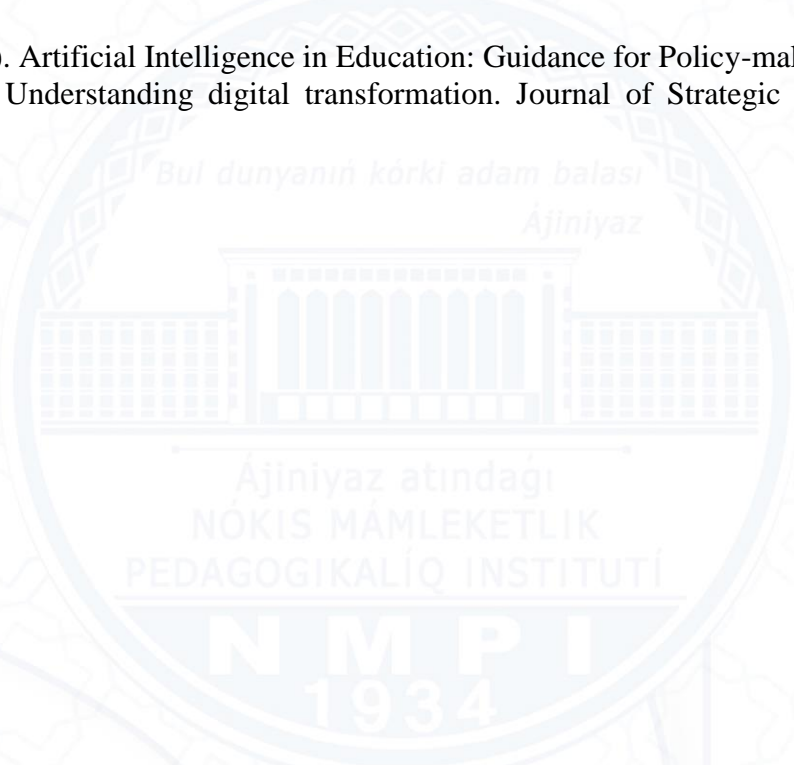 ). Artificial Intelligence in Education: Guidance for Policy-mak
Understanding digital transformation. Journal of Strategic
Bul dunyanıń kórki adam balası
Ájiniyaz
Ájiniyaz atındaǵı
NÓKIS MÁMLEKETLIK
PEDAGOGIKALÍQ INSTITUTÍ
NMPI
1934